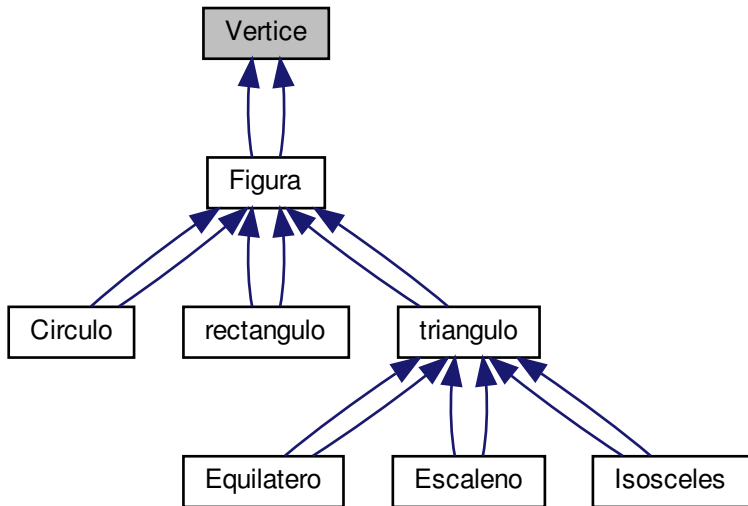 Vertice
Figura
Circulo
rectangulo
triangulo
Equilatero
Escaleno
Isosceles